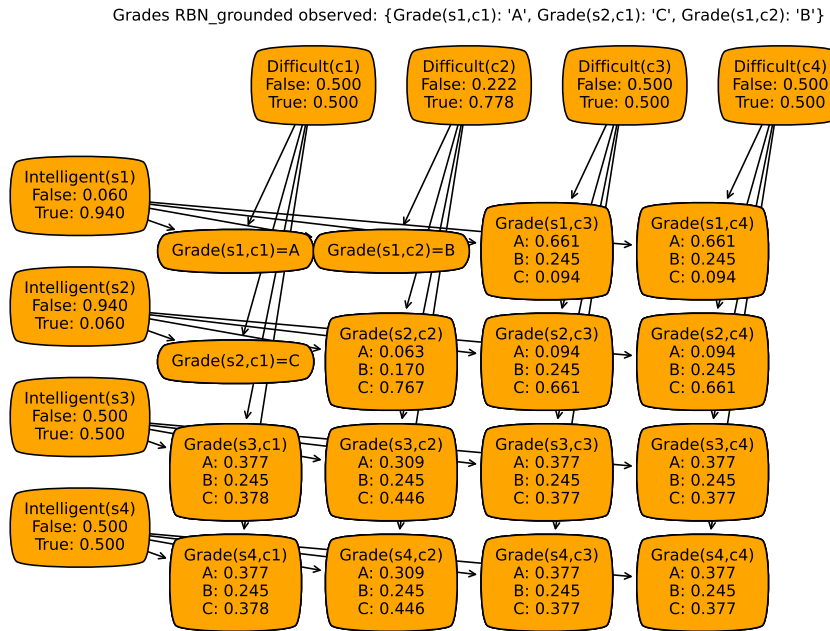 Grades RBN_grounded observed: {Grade(s1,c1): 'A', Grade(s2,c1): 'C', Grade(s1,c2): 'B'}
Difficult(c1)
False: 0.500
True: 0.500
Difficult(c2)
False: 0.222
True: 0.778
Difficult(c3)
False: 0.500
True: 0.500
Difficult(c4)
False: 0.500
True: 0.500
Intelligent(s1)
False: 0.060
True: 0.940
Grade(s1,c1)=A
Grade(s1,c2)=B
Grade(s1,c3)
A: 0.661
B: 0.245
C: 0.094
Grade(s1,c4)
A: 0.661
B: 0.245
C: 0.094
Intelligent(s2)
False: 0.940
True: 0.060
Grade(s2,c1)=C
Grade(s2,c2)
A: 0.063
B: 0.170
C: 0.767
Grade(s2,c3)
A: 0.094
B: 0.245
C: 0.661
Grade(s2,c4)
A: 0.094
B: 0.245
C: 0.661
Intelligent(s3)
False: 0.500
True: 0.500
Grade(s3,c1)
A: 0.377
B: 0.245
C: 0.378
Grade(s3,c2)
A: 0.309
B: 0.245
C: 0.446
Grade(s3,c3)
A: 0.377
B: 0.245
C: 0.377
Grade(s3,c4)
A: 0.377
B: 0.245
C: 0.377
Intelligent(s4)
False: 0.500
True: 0.500
Grade(s4,c1)
A: 0.377
B: 0.245
C: 0.378
Grade(s4,c2)
A: 0.309
B: 0.245
C: 0.446
Grade(s4,c3)
A: 0.377
B: 0.245
C: 0.377
Grade(s4,c4)
A: 0.377
B: 0.245
C: 0.377